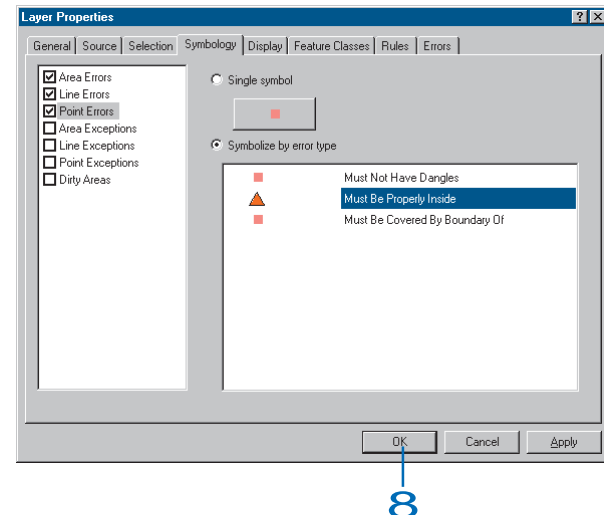 Layer Properties
General Source Selection Symbology Display Feature Classes Rules Errors
Area Errors
Line Errors
Point Errors
Area Exceptions
Line Exceptions
Point Exceptions
Dirty Areas
Single symbol
Symbolize by error type
Must Not Have Dangles
Must Be Properly Inside
Must Be Covered By Boundary Of
OK Cancel Apply
8